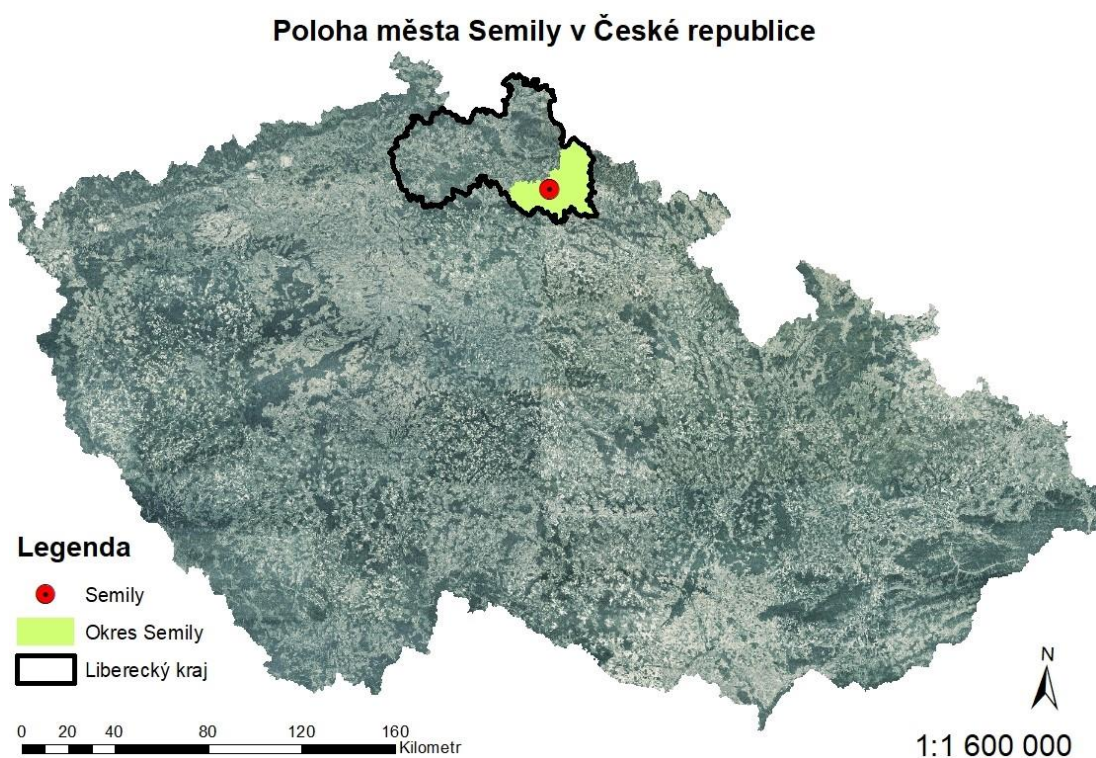 Poloha města Semily v České republice
Legenda
Semily
Okres Semily
Liberecký kraj
0 20 40 80 120 160
Kilometr
N
1:1 600 000